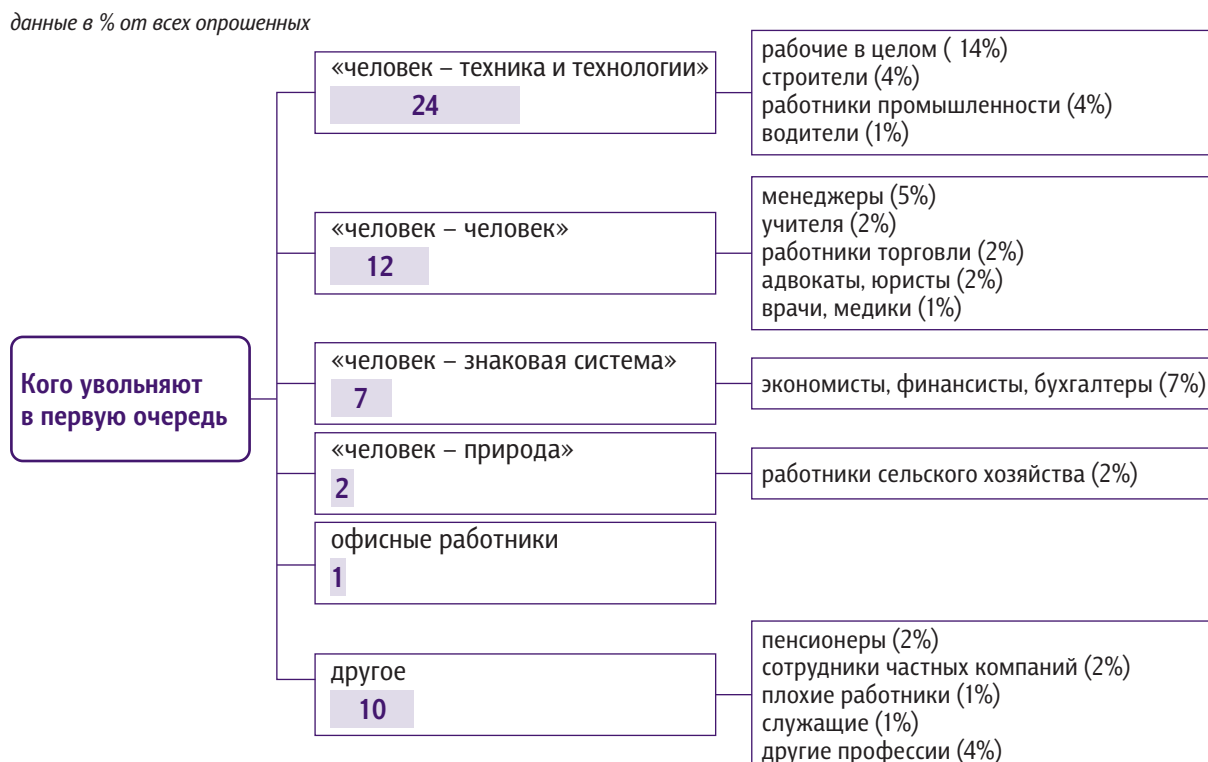 данные в % от всех опрошенных
Кого увольняют
в первую очередь
«человек – техника и технологии»
24
рабочие в целом ( 14%)
строители (4%)
работники промышленности (4%)
водители (1%)
«человек – человек»
12
менеджеры (5%)
учителя (2%)
работники торговли (2%)
адвокаты, юристы (2%)
врачи, медики (1%)
«человек – знаковая система»
7
экономисты, финансисты, бухгалтеры (7%)
«человек – природа»
2
работники сельского хозяйства (2%)
офисные работники
1
другое
10
пенсионеры (2%)
сотрудники частных компаний (2%)
плохие работники (1%)
служащие (1%)
другие профессии (4%)